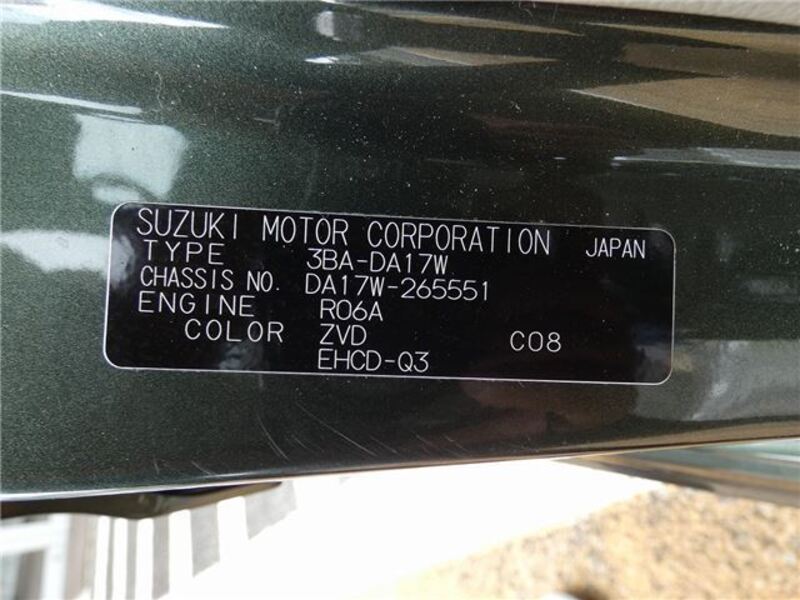 SUZUKI MOTOR CORPORATION JAPAN
TYPE 3BA-DA17W
CHASSIS NO. DA17W-265551
ENGINE R06A
COLOR ZVD C08
EHCD-Q3